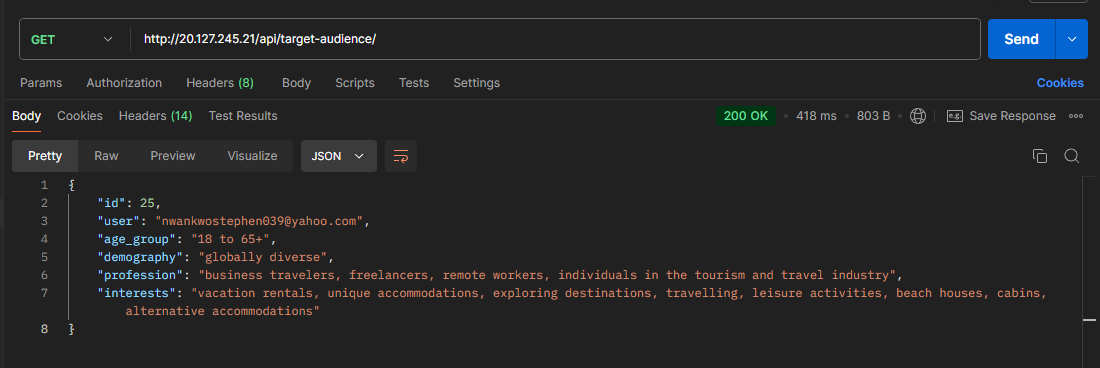 GET http://20.127.245.21/api/target-audience/ Send
Params Authorization Headers (8) Body Scripts Tests Settings Cookies
Body Cookies Headers (14) Test Results 200 OK 418 ms 803 B e.g. Save Response
Pretty Raw Preview Visualize JSON
1 {
2 "id": 25,
3 "user": "nwankwostephen039@yahoo.com",
4 "age_group": "18 to 65+",
5 "demography": "globally diverse",
6 "profession": "business travelers, freelancers, remote workers, individuals in the tourism and travel industry",
7 "interests": "vacation rentals, unique accommodations, exploring destinations, travelling, leisure activities, beach houses, cabins,
alternative accommodations"
8 }